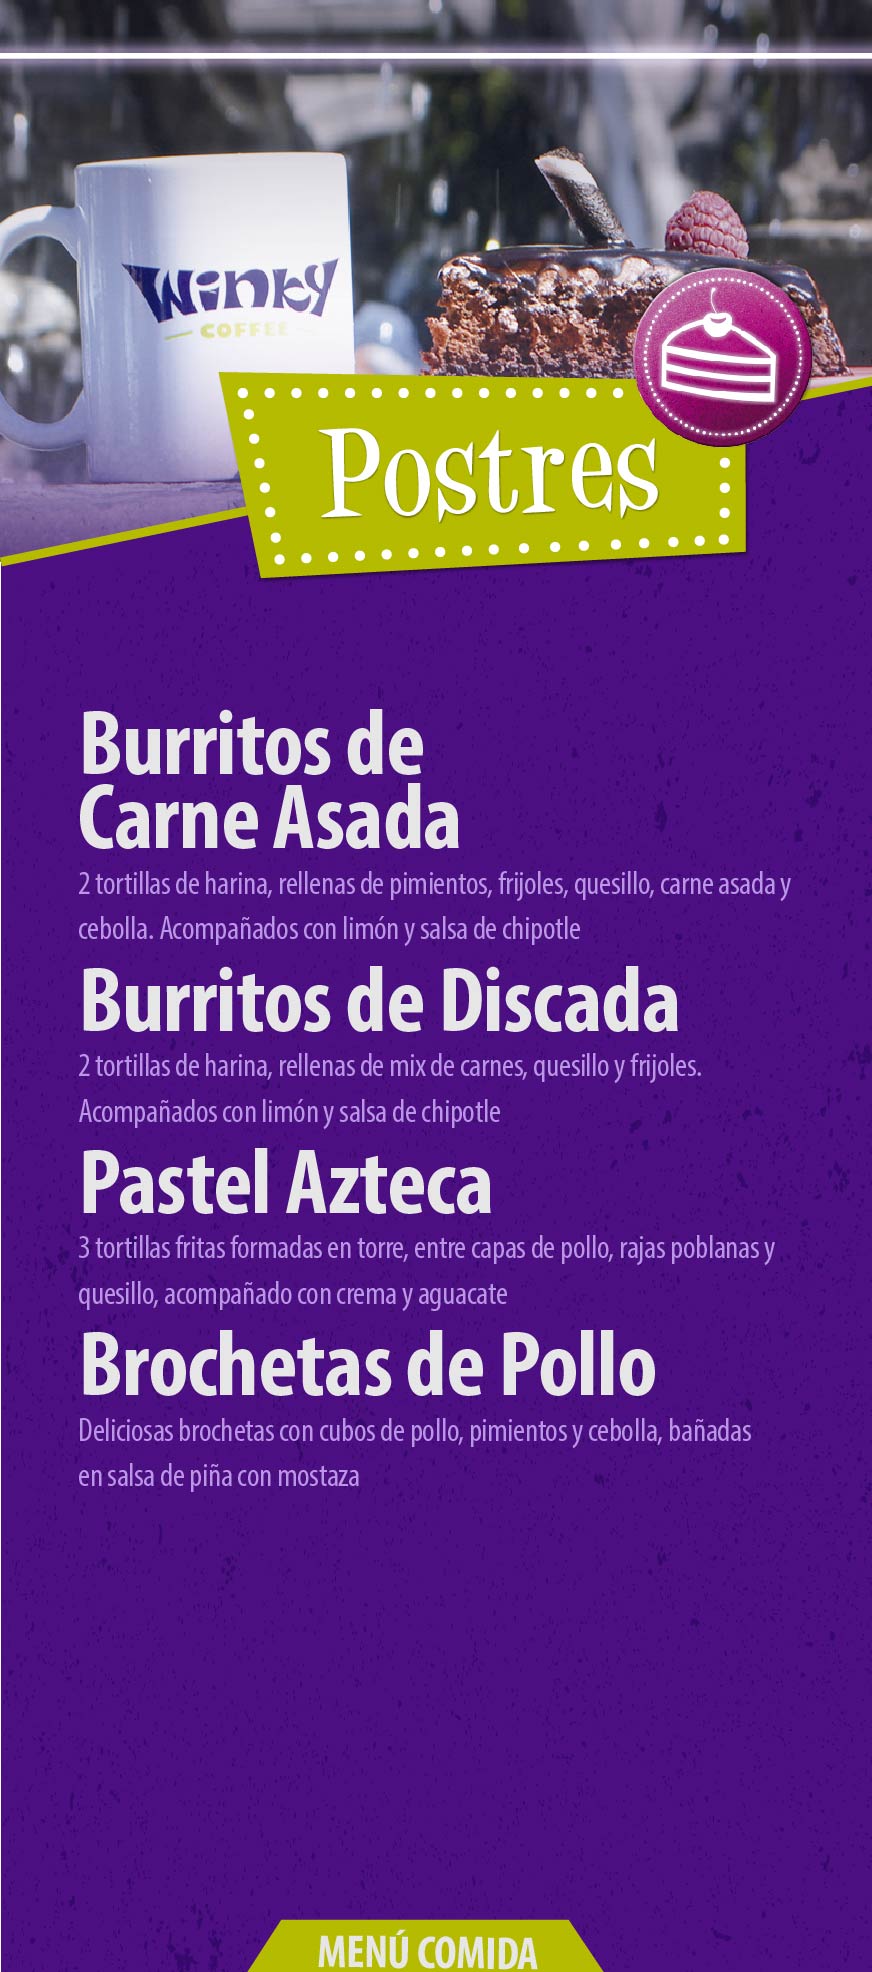 Winky
COFFEE
Postres
Burritos de
Carne Asada
2 tortillas de harina, rellenas de pimientos, frijoles, quesillo, carne asada y
cebolla. Acompañados con limón y salsa de chipotle
Burritos de Discada
2 tortillas de harina, rellenas de mix de carnes, quesillo y frijoles.
Acompañados con limón y salsa de chipotle
Pastel Azteca
3 tortillas fritas formadas en torre, entre capas de pollo, rajas poblanas y
quesillo, acompañado con crema y aguacate
Brochetas de Pollo
Deliciosas brochetas con cubos de pollo, pimientos y cebolla, bañadas
en salsa de piña con mostaza
MENÚ COMIDA